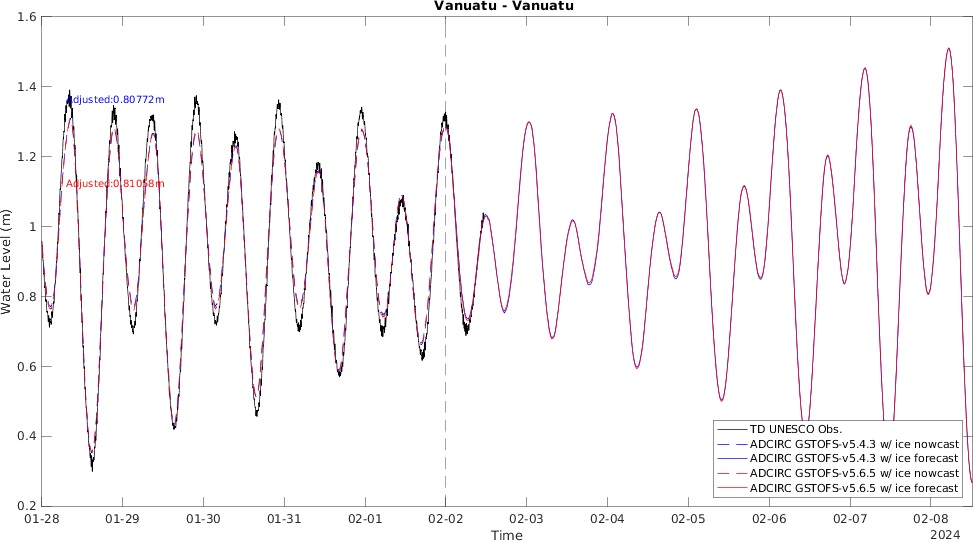 Vanuatu - Vanuatu
1.6
1.4
1.2
1
0.8
0.6
0.4
0.2
Water Level (m)
Adjusted:0.80772m
Adjusted:0.81058m
TD UNESCO Obs.
ADCIRC GSTOFS-v5.4.3 w/ ice nowcast
ADCIRC GSTOFS-v5.4.3 w/ ice forecast
ADCIRC GSTOFS-v5.6.5 w/ ice nowcast
ADCIRC GSTOFS-v5.6.5 w/ ice forecast
01-28 01-29 01-30 01-31 02-01 02-02 02-03 02-04 02-05 02-06 02-07 02-08
Time
2024